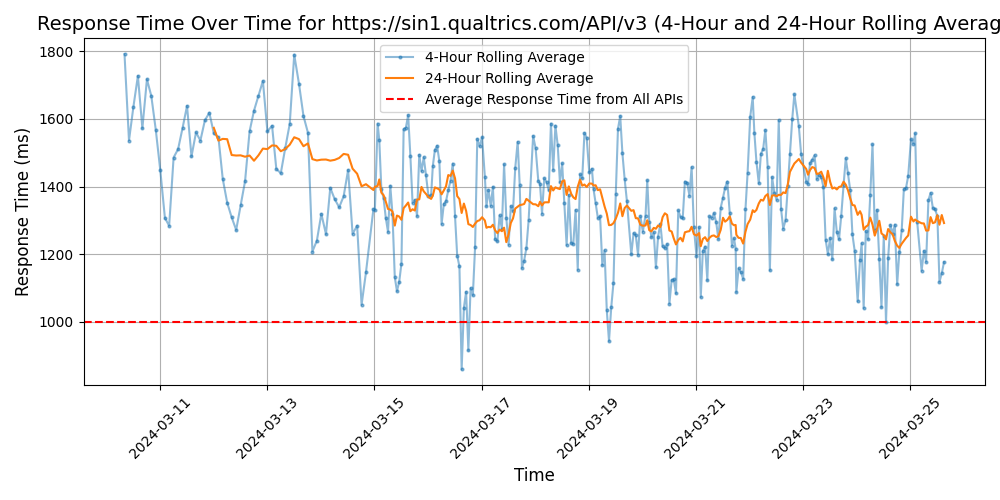 Response Time Over Time for https://sin1.qualtrics.com/API/v3 (4-Hour and 24-Hour Rolling Averag
1800
1600
1400
1200
1000
Response Time (ms)
4-Hour Rolling Average
24-Hour Rolling Average
Average Response Time from All APIs
2024-03-11
2024-03-13
2024-03-15
2024-03-17
2024-03-19
2024-03-21
2024-03-23
2024-03-25
Time